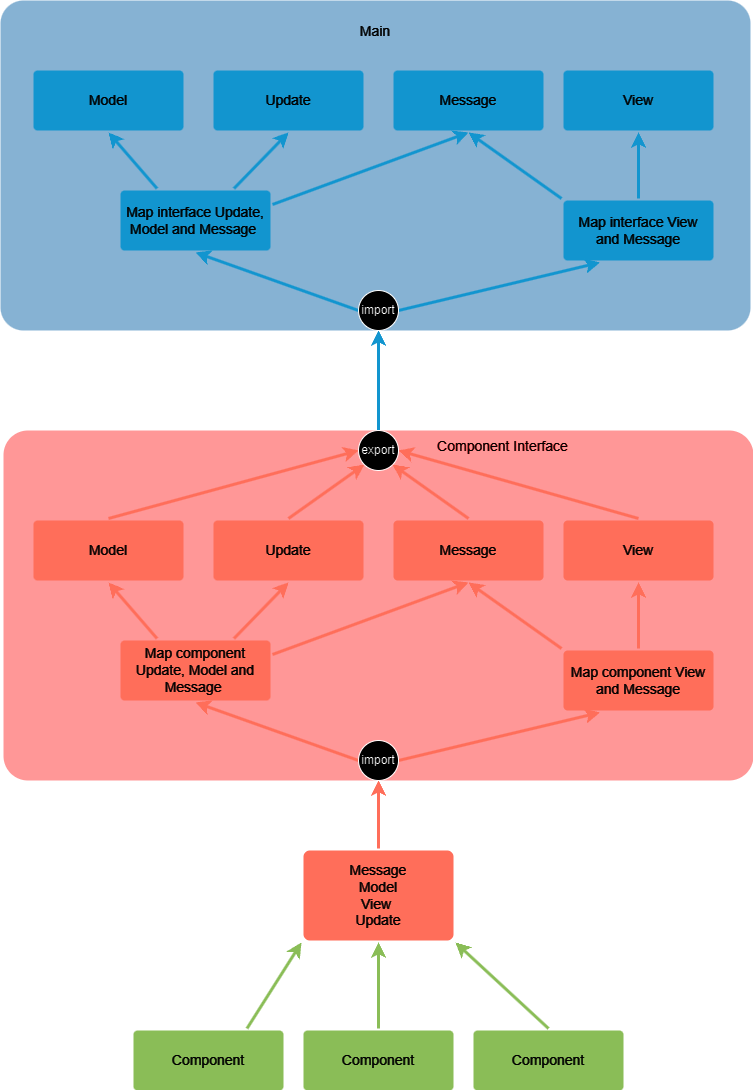 Main
Model
Update
Message
View
Map interface Update,
Model and Message
Map interface View
and Message
import
export
Component Interface
Model
Update
Message
View
Map component
Update, Model and
Message
Map component View
and Message
import
Message
Model
View
Update
Component
Component
Component